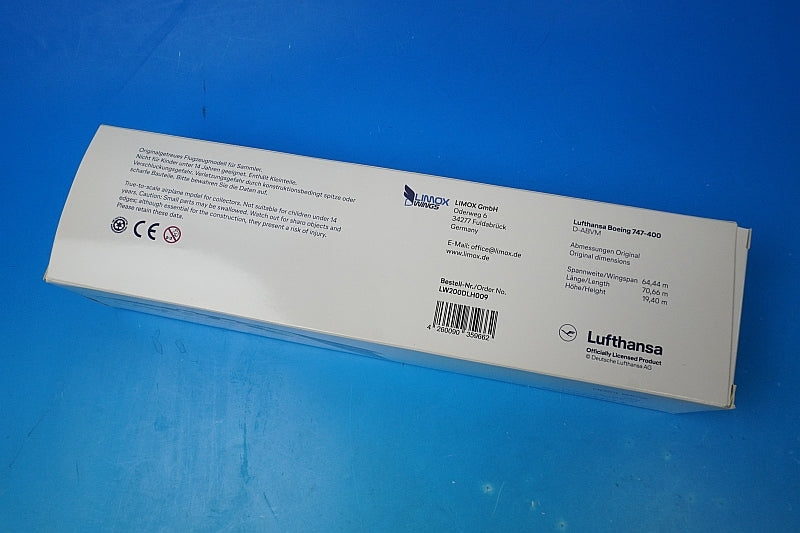 Originalgetreues Flugzeugmodell für Sammler.
Nicht für Kinder unter 14 Jahren geeignet. Enthält Kleinteile.
Verschluckungsgefahr. Verletzungsgefahr durch konstruktionsbedingt spitze oder
scharfe Bauteile. Bitte bewahren Sie die Daten auf.
True-to-scale airplane model for collectors. Not suitable for children under 14
years. Caution: Small parts may be swallowed. Watch out for sharp objects and
edges; although essential for the construction, they present a risk of injury.
Please retain these data.
CE
0-3
LIMOX
WINGS
LIMOX GmbH
Oderweg 6
34277 Fuldabrück
Germany
E-Mail: office@limox.de
www.limox.de
Bestell-Nr./Order No.
LW200DLH009
4 260090 359662
Lufthansa Boeing 747-400
D-ABVM
Abmessungen Original
Original dimensions
Spannweite/Wingspan 64,44 m
Länge/Length 70,66 m
Höhe/Height 19,40 m
Lufthansa
Officially Licensed Product
© Deutsche Lufthansa AG